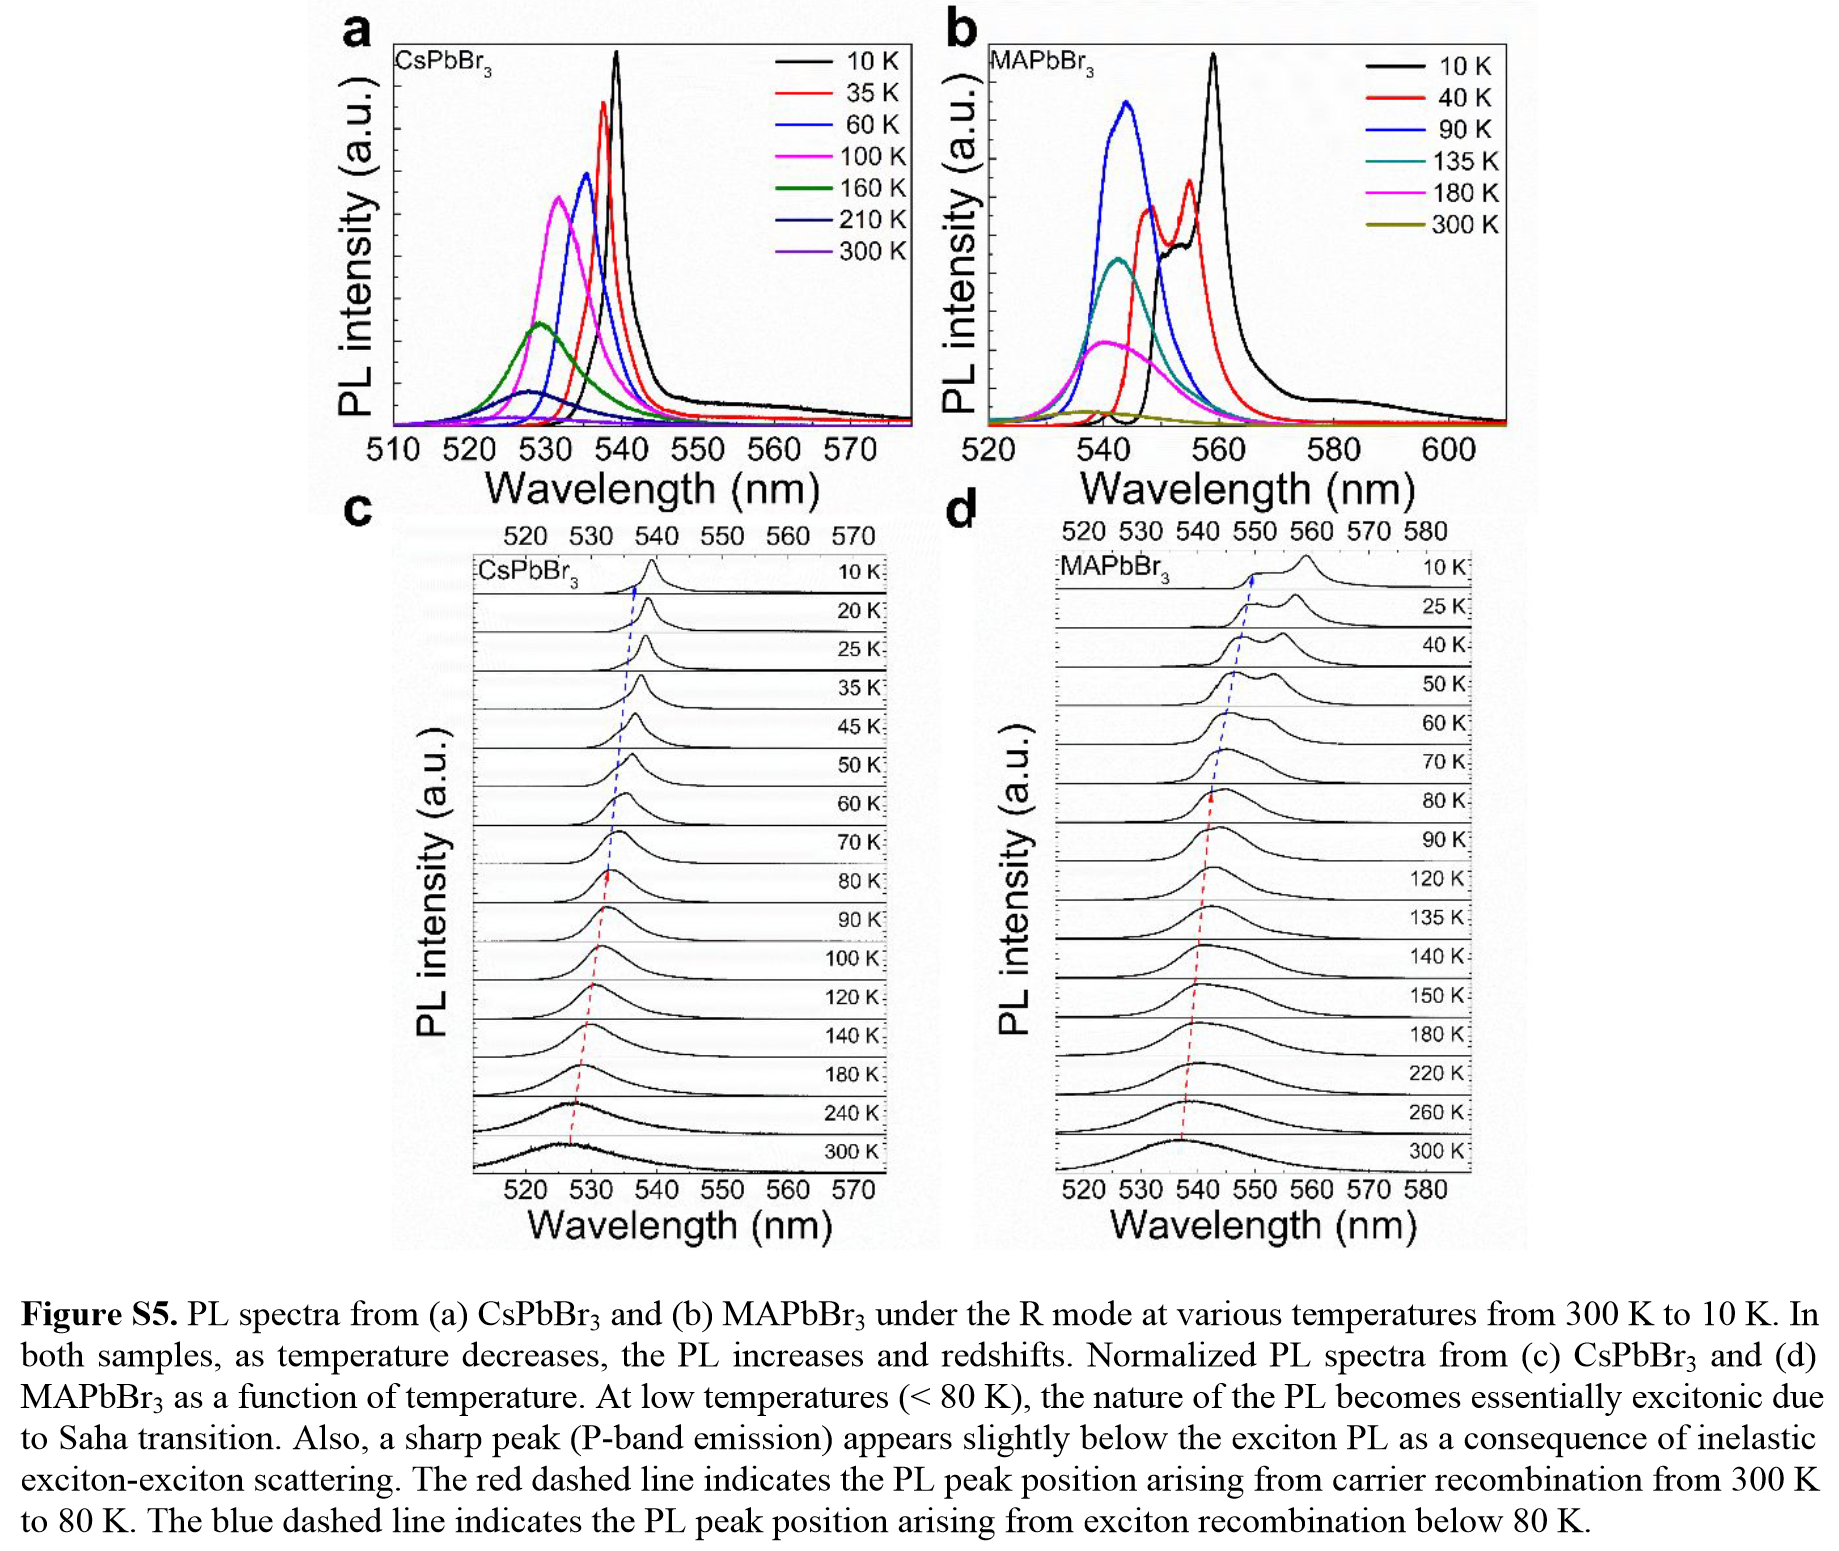 a
CsPbBr3
10 K
35 K
60 K
100 K
160 K
210 K
300 K
PL intensity (a.u.)
510 520 530 540 550 560 570
Wavelength (nm)
b
MAPbBr3
10 K
40 K
90 K
135 K
180 K
300 K
PL intensity (a.u.)
520 540 560 580 600
Wavelength (nm)
c
520 530 540 550 560 570
CsPbBr3
10 K
20 K
25 K
35 K
45 K
50 K
60 K
70 K
80 K
90 K
100 K
120 K
140 K
180 K
240 K
300 K
PL intensity (a.u.)
520 530 540 550 560 570
Wavelength (nm)
d
520 530 540 550 560 570 580
MAPbBr3
10 K
25 K
40 K
50 K
60 K
70 K
80 K
90 K
120 K
135 K
140 K
150 K
180 K
220 K
260 K
300 K
PL intensity (a.u.)
520 530 540 550 560 570 580
Wavelength (nm)
Figure S5. PL spectra from (a) CsPbBr3 and (b) MAPbBr3 under the R mode at various temperatures from 300 K to 10 K. In
both samples, as temperature decreases, the PL increases and redshifts. Normalized PL spectra from (c) CsPbBr3 and (d)
MAPbBr3 as a function of temperature. At low temperatures (< 80 K), the nature of the PL becomes essentially excitonic due
to Saha transition. Also, a sharp peak (P-band emission) appears slightly below the exciton PL as a consequence of inelastic
exciton-exciton scattering. The red dashed line indicates the PL peak position arising from carrier recombination from 300 K
to 80 K. The blue dashed line indicates the PL peak position arising from exciton recombination below 80 K.